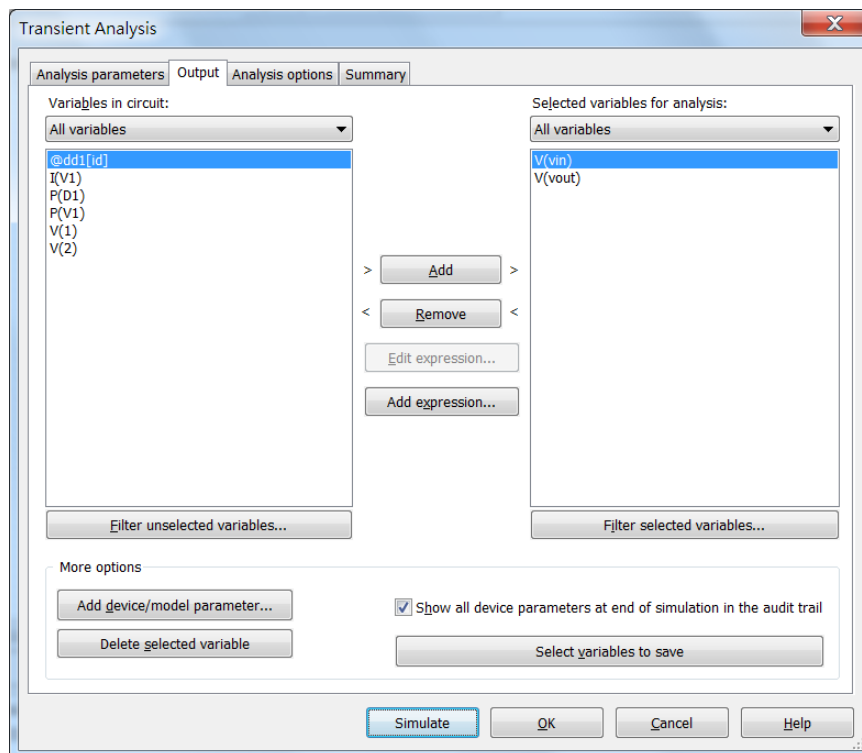 Transient Analysis
Analysis parameters
Output
Analysis options
Summary
Variables in circuit:
Selected variables for analysis:
All variables
All variables
@dd1[id]
I(V1)
P(D1)
P(V1)
V(1)
V(2)
V(vin)
V(vout)
> Add >
< Remove <
Edit expression...
Add expression...
Filter unselected variables...
Filter selected variables...
More options
Add device/model parameter...
Show all device parameters at end of simulation in the audit trail
Delete selected variable
Select variables to save
Simulate
OK
Cancel
Help